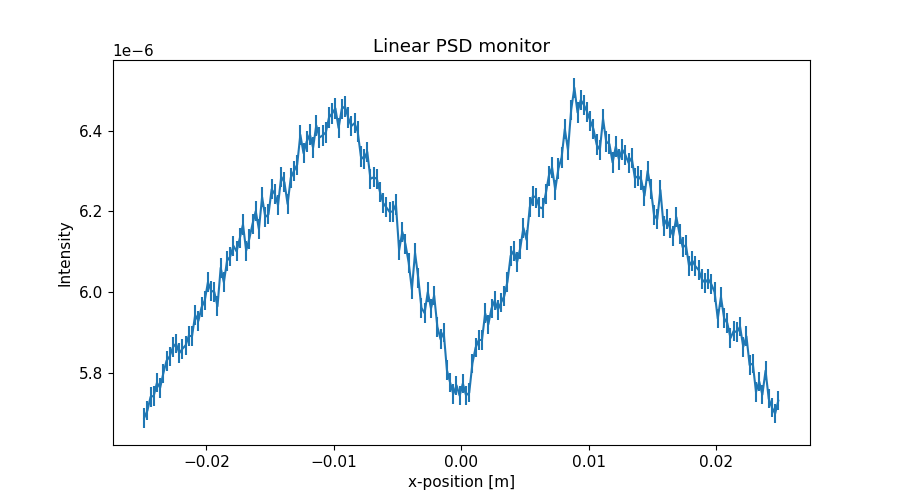 Linear PSD monitor
1e−6
6.4
6.2
6.0
5.8
Intensity
−0.02 −0.01 0.00 0.01 0.02
x-position [m]